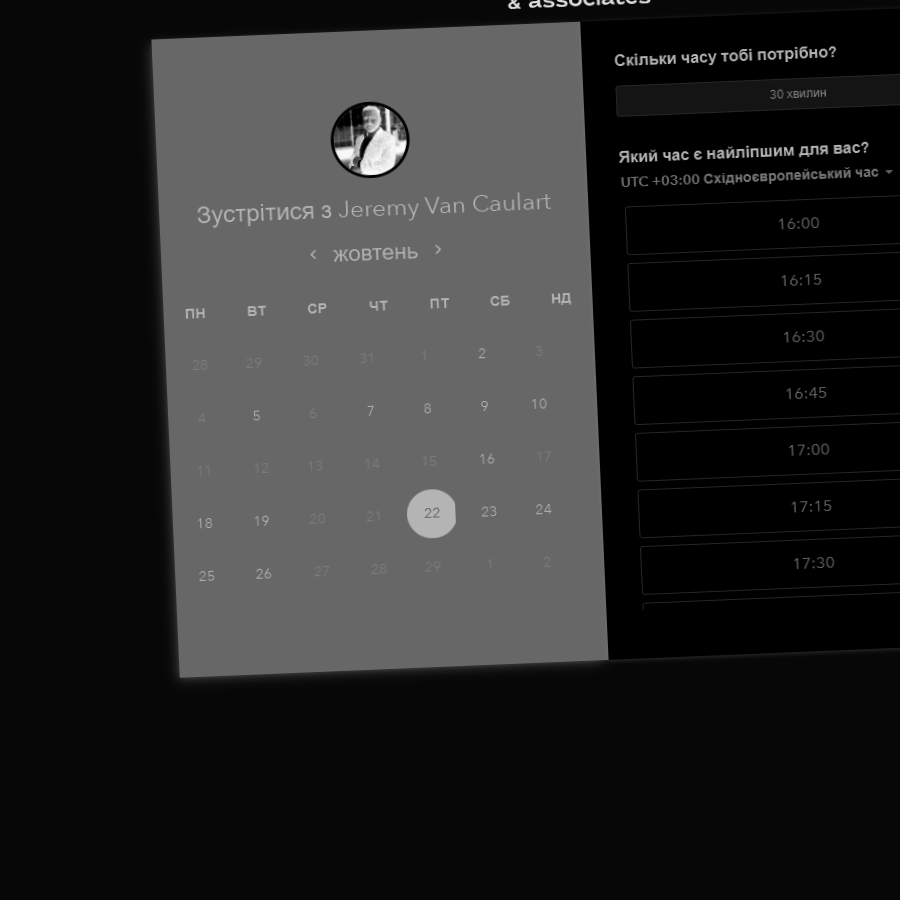 & associates
Зустрітися з Jeremy Van Caulart
жовтень
ПН ВТ СР ЧТ ПТ СБ НД
28 29 30 31 1 2 3
4 5 6 7 8 9 10
11 12 13 14 15 16 17
18 19 20 21 22 23 24
25 26 27 28 29 1 2
Скільки часу тобі потрібно?
30 хвилин
Який час є найліпшим для вас?
UTC +03:00 Східноєвропейський час
16:00
16:15
16:30
16:45
17:00
17:15
17:30